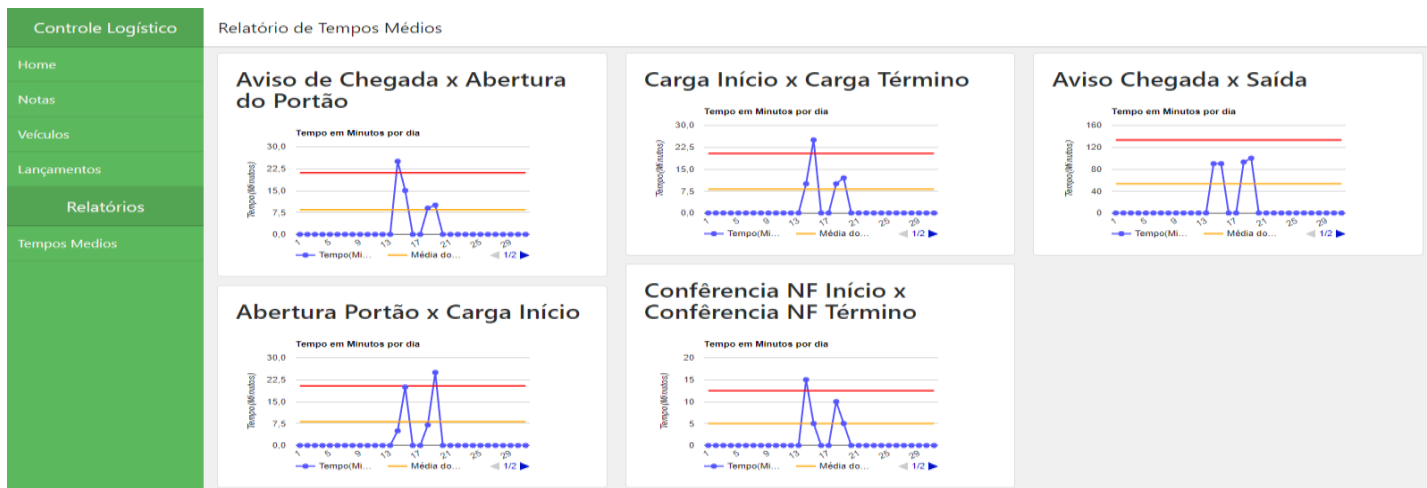 Controle Logístico
Home
Notas
Veículos
Lançamentos
Relatórios
Tempos Medios
Relatório de Tempos Médios
Aviso de Chegada x Abertura
do Portão
Tempo em Minutos por dia
Tempo(Minutos)
30,0
22,5
15,0
7,5
0,0
1 5 9 13 17 21 25 29
Tempo(Mi... Média do... 1/2
Abertura Portão x Carga Início
Tempo em Minutos por dia
Tempo(Minutos)
30,0
22,5
15,0
7,5
0,0
1 5 9 13 17 21 25 29
Tempo(Mi... Média do... 1/2
Carga Início x Carga Término
Tempo em Minutos por dia
Tempo(Minutos)
30,0
22,5
15,0
7,5
0,0
1 5 9 13 17 21 25 29
Tempo(Mi... Média do... 1/2
Confêrencia NF Início x
Confêrencia NF Término
Tempo em Minutos por dia
Tempo(Minutos)
20
15
10
5
0
1 5 9 13 17 21 25 29
Tempo(Mi... Média do... 1/2
Aviso Chegada x Saída
Tempo em Minutos por dia
Tempo(Minutos)
160
120
80
40
0
1 5 9 13 17 21 25 29
Tempo(Mi... Média do... 1/2